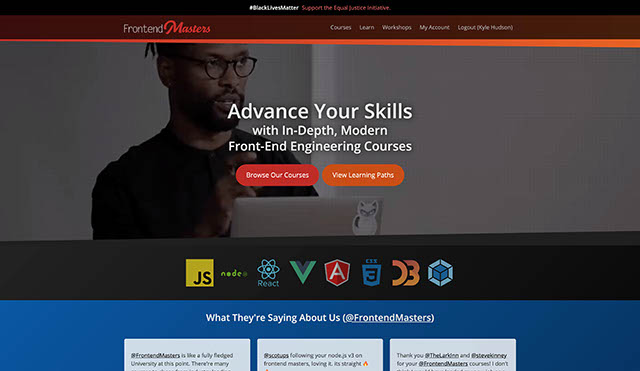 #BlackLivesMatter Support the Equal Justice Initiative.
Frontend Masters
Courses Learn Workshops My Account Logout (Kyle Hudson)
Advance Your Skills
with In-Depth, Modern
Front-End Engineering Courses
Browse Our Courses View Learning Paths
JS node React A CSS 3 D3
What They're Saying About Us (@FrontendMasters)
@FrontendMasters is like a fully fledged
University at this point. There're many
@scotups following your node.js v3 on
frontend masters, loving it. its straight
Thank you @TheLarkInn and @stevekinney
for your @FrontendMasters courses! I don't